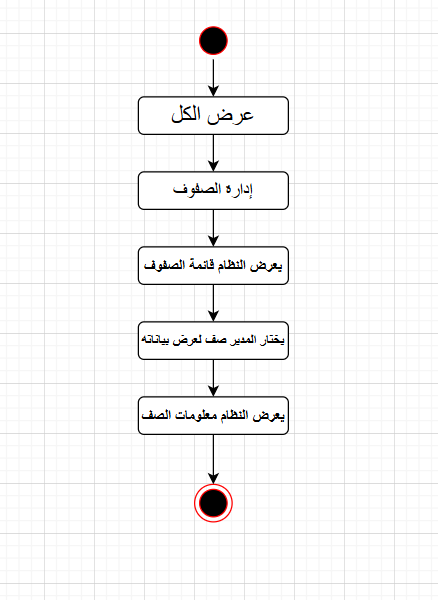 عرض الكل
إدارة الصفوف
يعرض النظام قائمة الصفوف
يختار المدير صف لعرض بياناته
يعرض النظام معلومات الصف